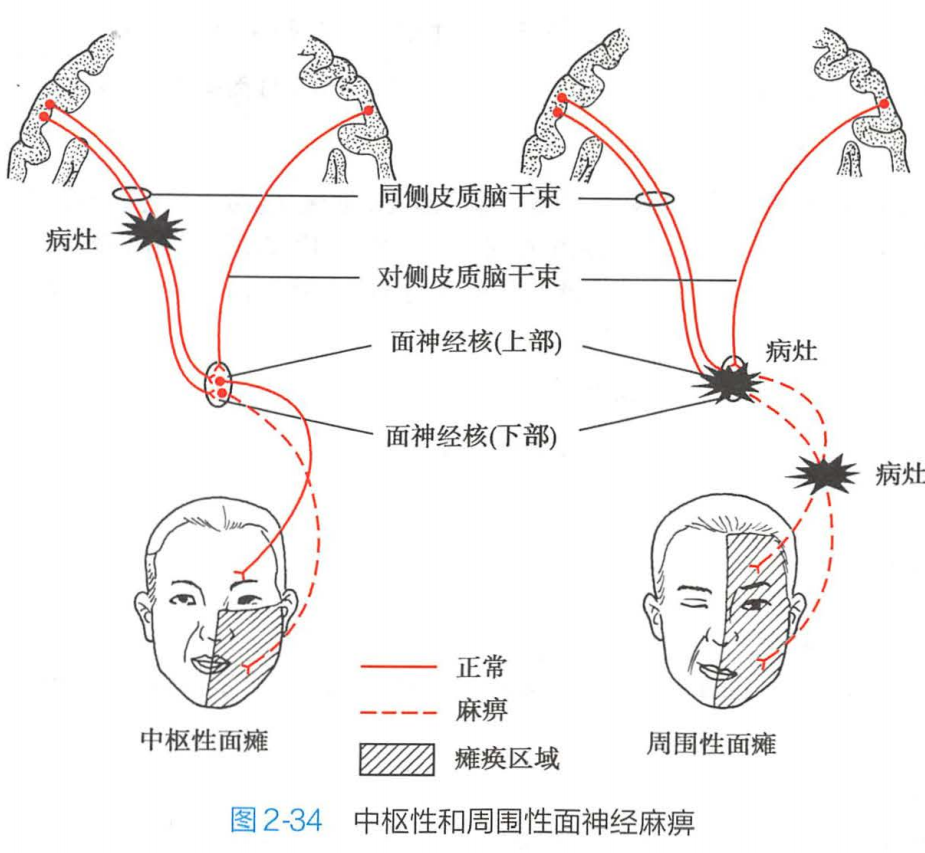 同侧皮质脑干束
病灶
对侧皮质脑干束
面神经核(上部)
病灶
面神经核(下部)
病灶
正常
麻痹
瘫痪区域
中枢性面瘫
周围性面瘫
图2-34 中枢性和周围性面神经麻痹